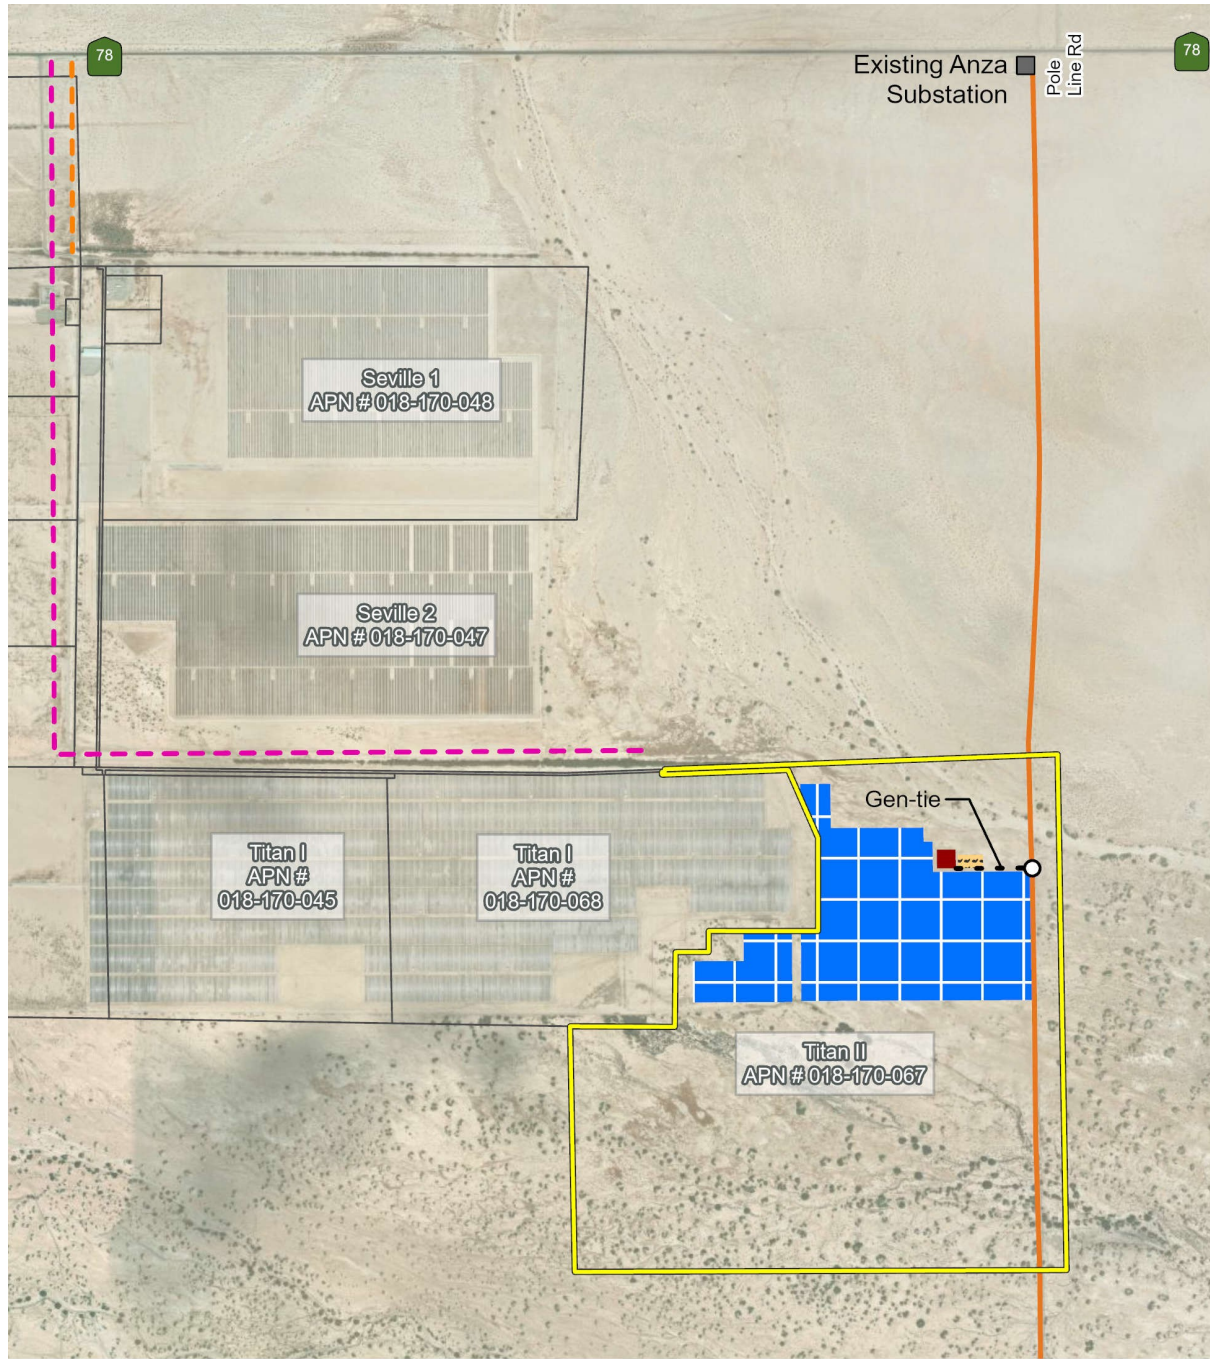 78
Existing Anza
Substation
Pole
Line Rd
78
Seville 1
APN # 018-170-048
Seville 2
APN # 018-170-047
Gen-tie
Titan I
APN #
018-170-045
Titan I
APN #
018-170-068
Titan II
APN # 018-170-067